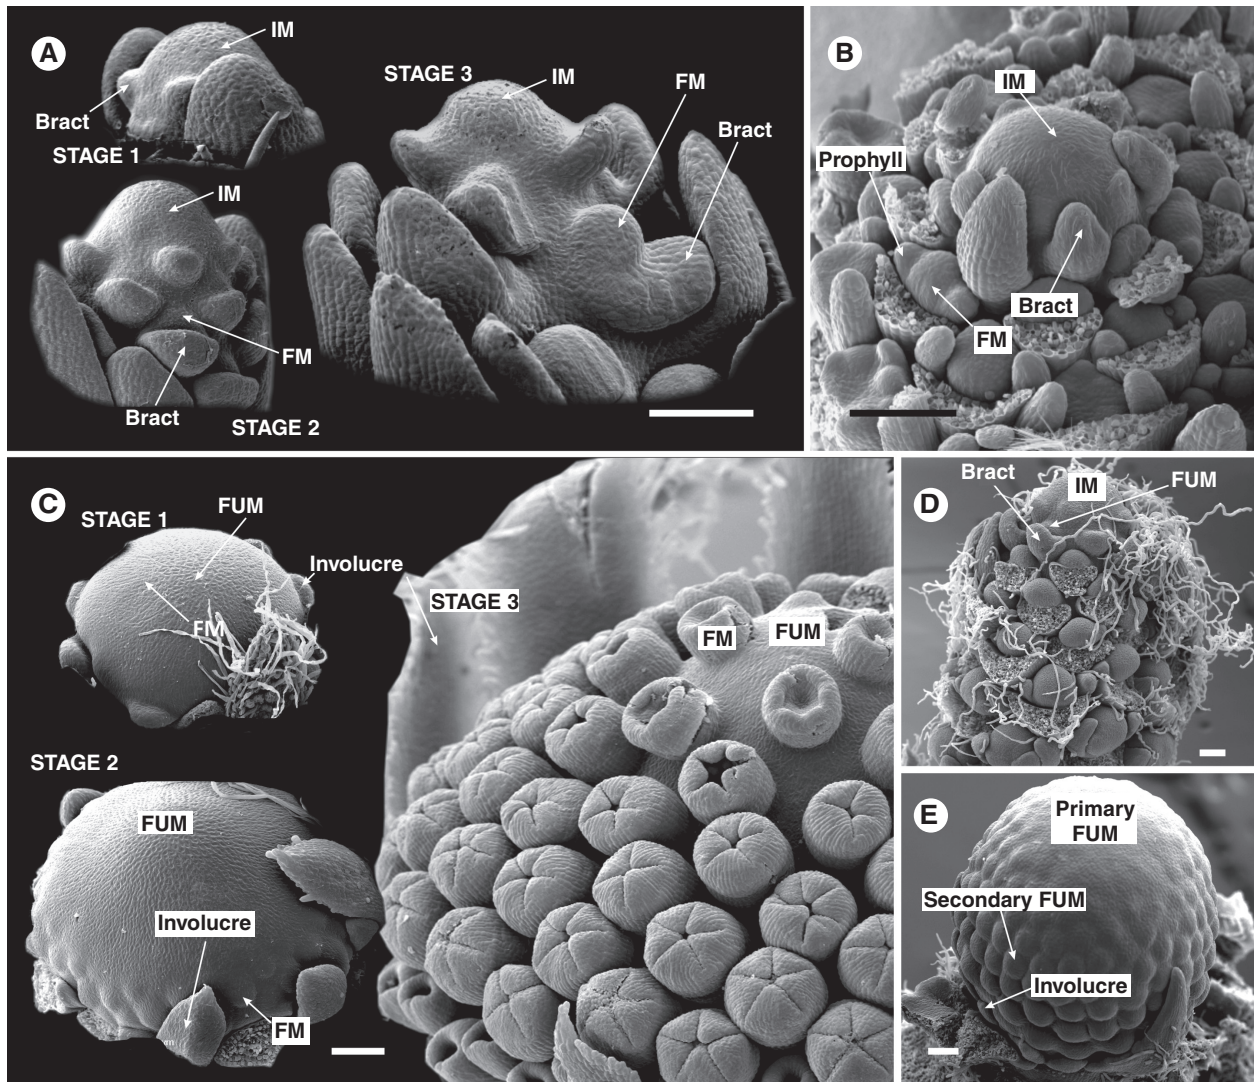 A
IM
Bract
STAGE 1
STAGE 3
IM
FM
Bract
IM
FM
Bract
STAGE 2
B
IM
Prophyll
Bract
FM
C
STAGE 1
FUM
Involucre
FM
STAGE 3
FM
FUM
STAGE 2
FUM
Involucre
FM
D
Bract
IM
FUM
E
Primary
FUM
Secondary FUM
Involucre